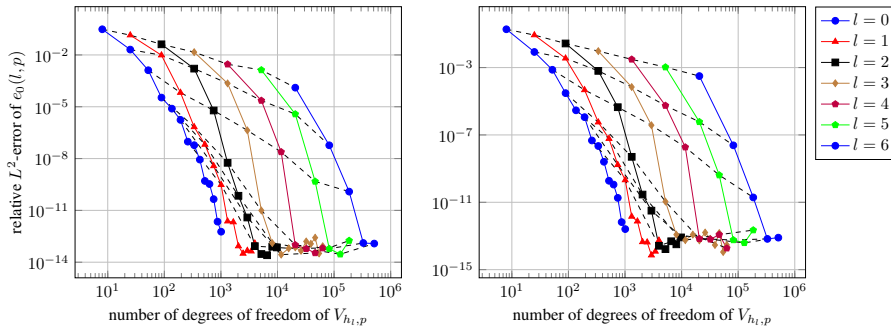 relative L²-error of c₀(l, p)
10⁻²
10⁻⁵
10⁻⁸
10⁻¹¹
10⁻¹⁴
10¹ 10² 10³ 10⁴ 10⁵ 10⁶
number of degrees of freedom of V_{h_l,p}
10⁻³
10⁻⁷
10⁻¹¹
10⁻¹⁵
10¹ 10² 10³ 10⁴ 10⁵ 10⁶
number of degrees of freedom of V_{h_l,p}
l = 0
l = 1
l = 2
l = 3
l = 4
l = 5
l = 6